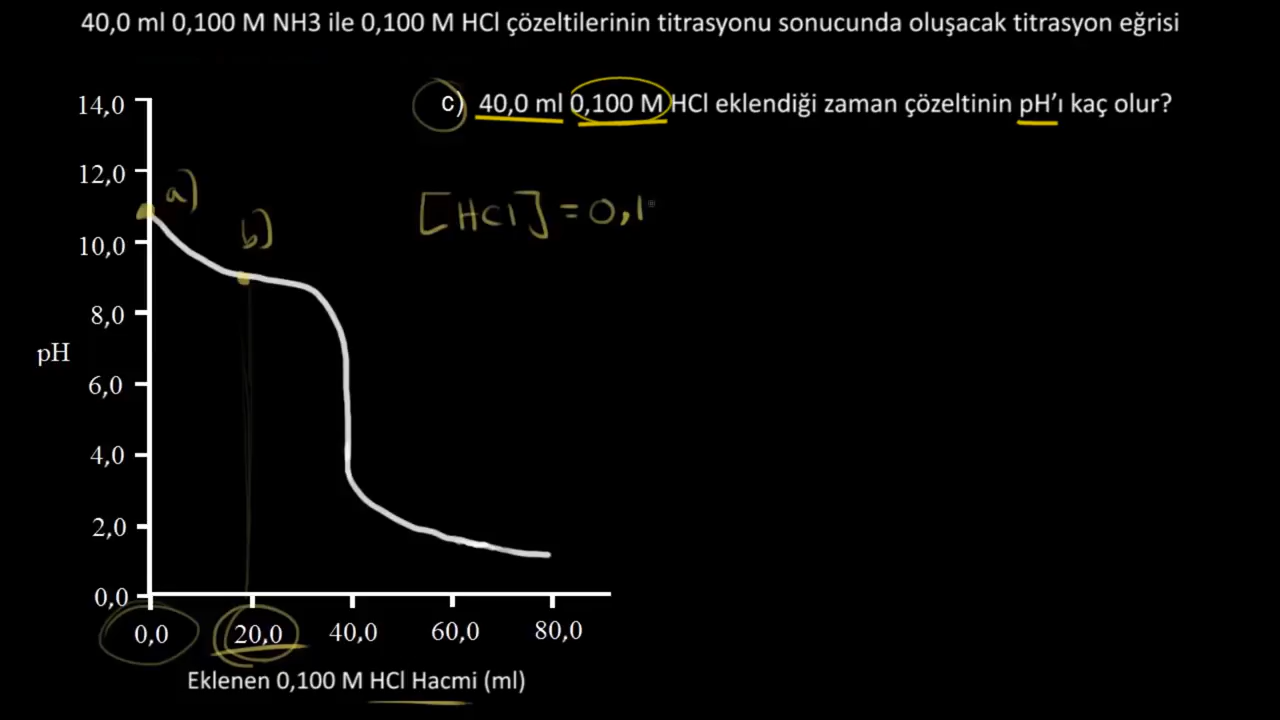 40,0 ml 0,100 M NH3 ile 0,100 M HCl çözeltilerinin titrasyonu sonucunda oluşacak titrasyon eğrisi
c) 40,0 ml 0,100 M HCl eklendiği zaman çözeltinin pH'ı kaç olur?
[HCl] = 0,1
14,0
12,0
10,0
8,0
6,0
4,0
2,0
0,0
pH
a)
b)
0,0 20,0 40,0 60,0 80,0
Eklenen 0,100 M HCl Hacmi (ml)